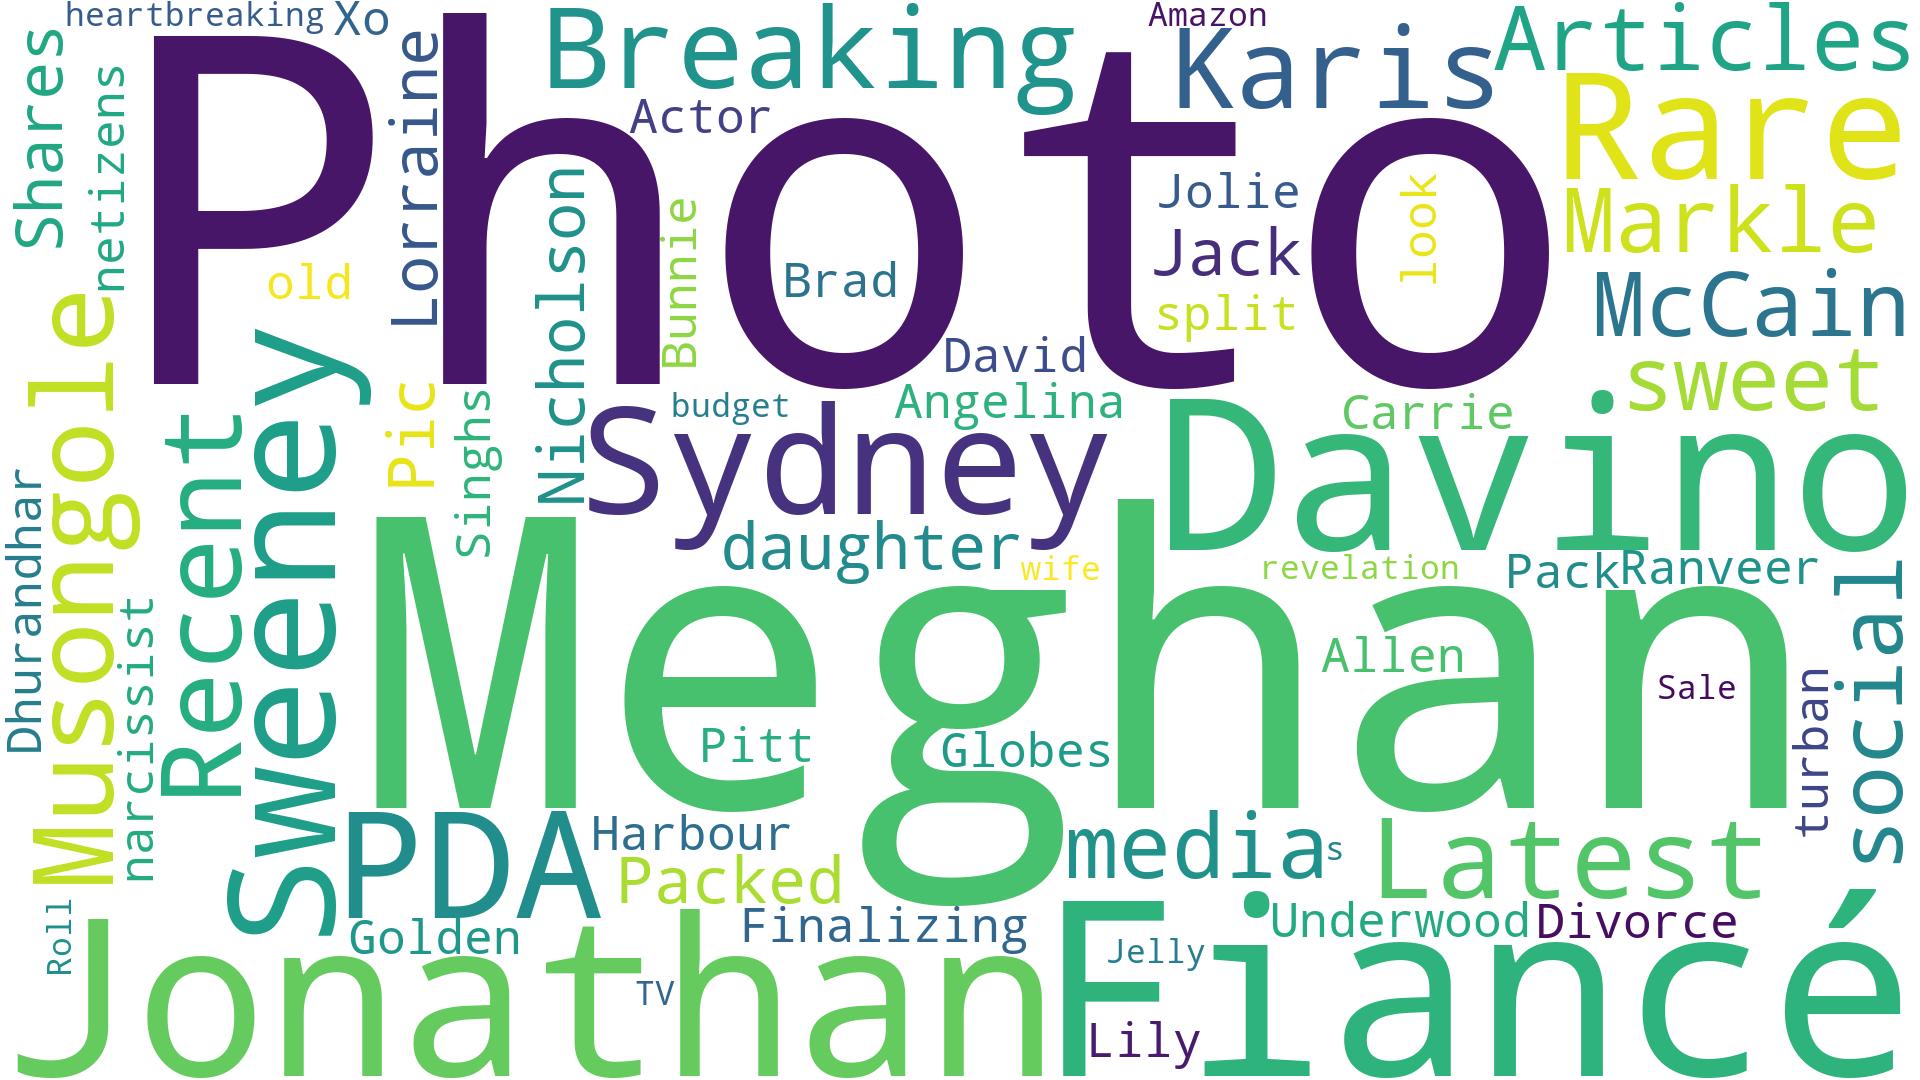 heartbreaking
Xo
Breaking
Amazon
Karis
Articles
Shares
netizens
Lorraine
Photo
Actor
Rare
Nicholson
Bunnie
Jolie
look
Jack
Markle
old
Brad
split
McCain
David
sweet
Musongole
Sweeney
Recent
Pic
Singhs
budget
Angelina
Carrie
Sydney
Davino
Dhurandhar
daughter
wife
revelation
Pack
Ranveer
social
narcissist
Meghan
Allen
Sale
turban
Pitt
Globes
PDA
Harbour
media
s
Latest
Packed
Roll
Golden
Finalizing
Underwood
Divorce
Jonathan
Jelly
Fiancé
TV
Lily